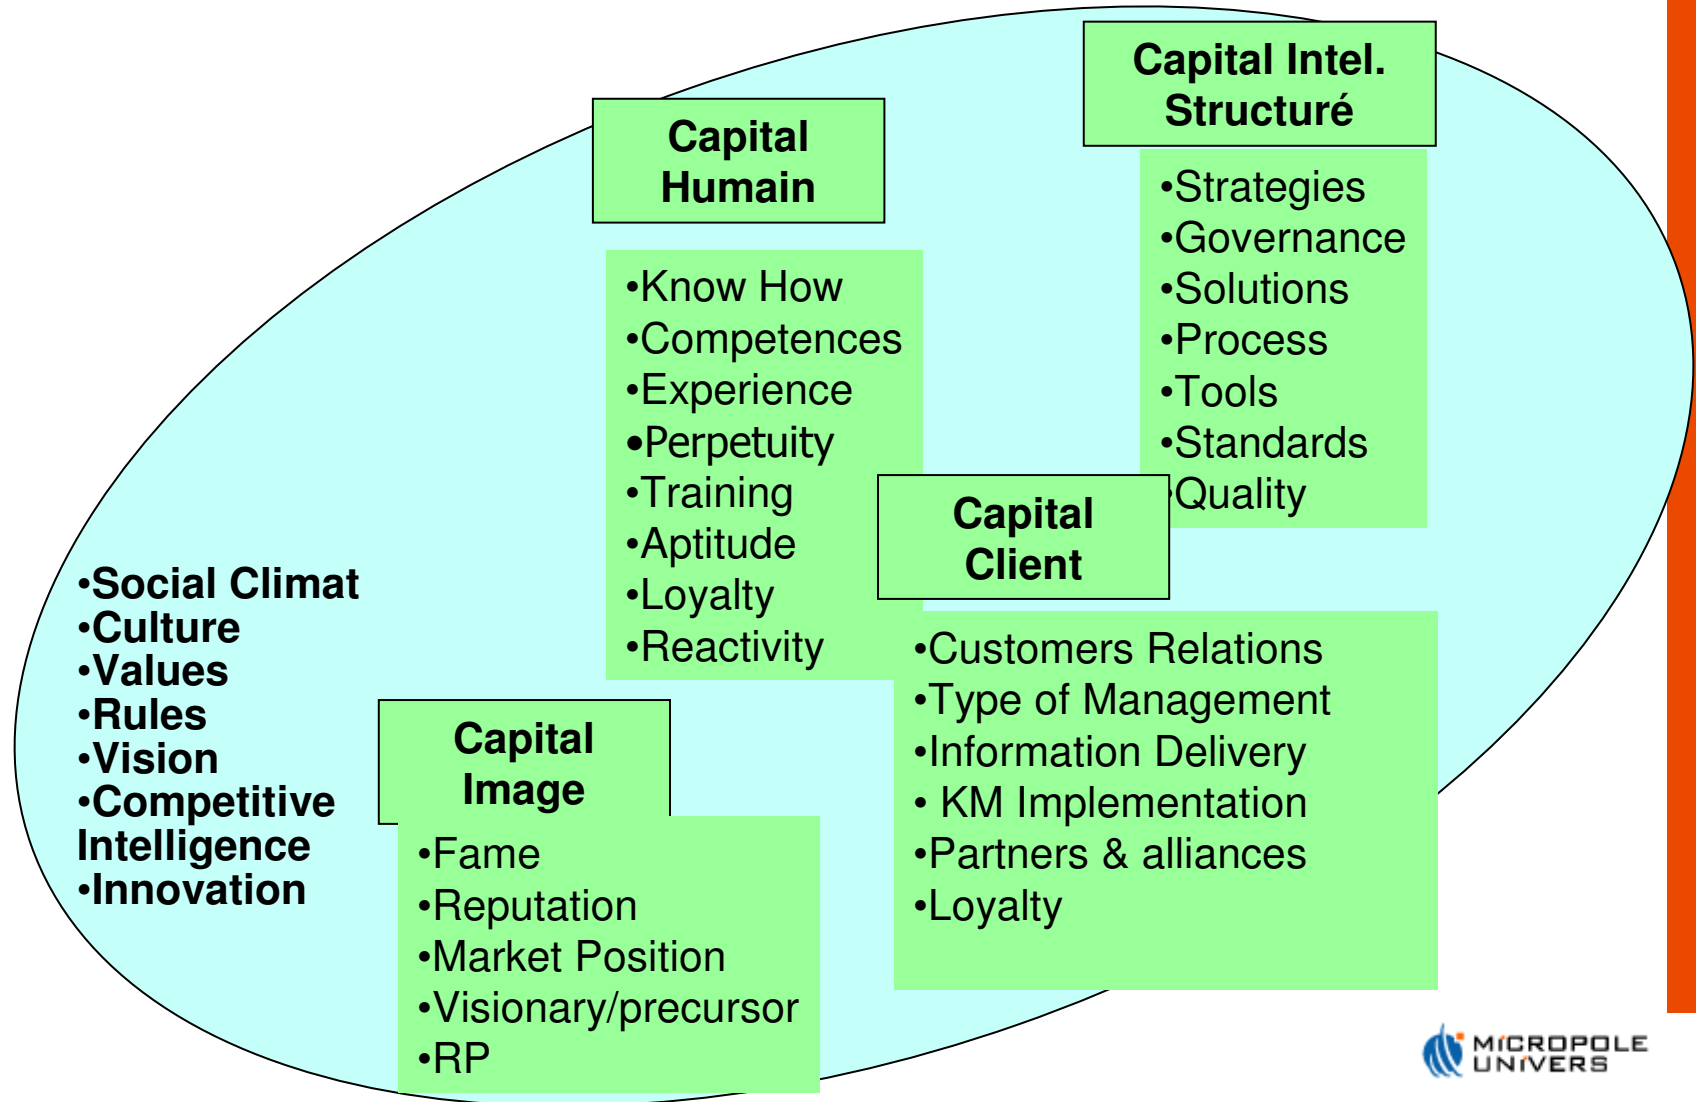 Capital Intel.
Structuré
•Strategies
•Governance
•Solutions
•Process
•Tools
•Standards
•Quality
Capital
Humain
•Know How
•Competences
•Experience
•Perpetuity
•Training
•Aptitude
•Loyalty
•Reactivity
Capital
Client
•Customers Relations
•Type of Management
•Information Delivery
• KM Implementation
•Partners & alliances
•Loyalty
•Social Climat
•Culture
•Values
•Rules
•Vision
•Competitive
Intelligence
•Innovation
Capital
Image
•Fame
•Reputation
•Market Position
•Visionary/precursor
•RP
MICROPOLE
UNIVERS